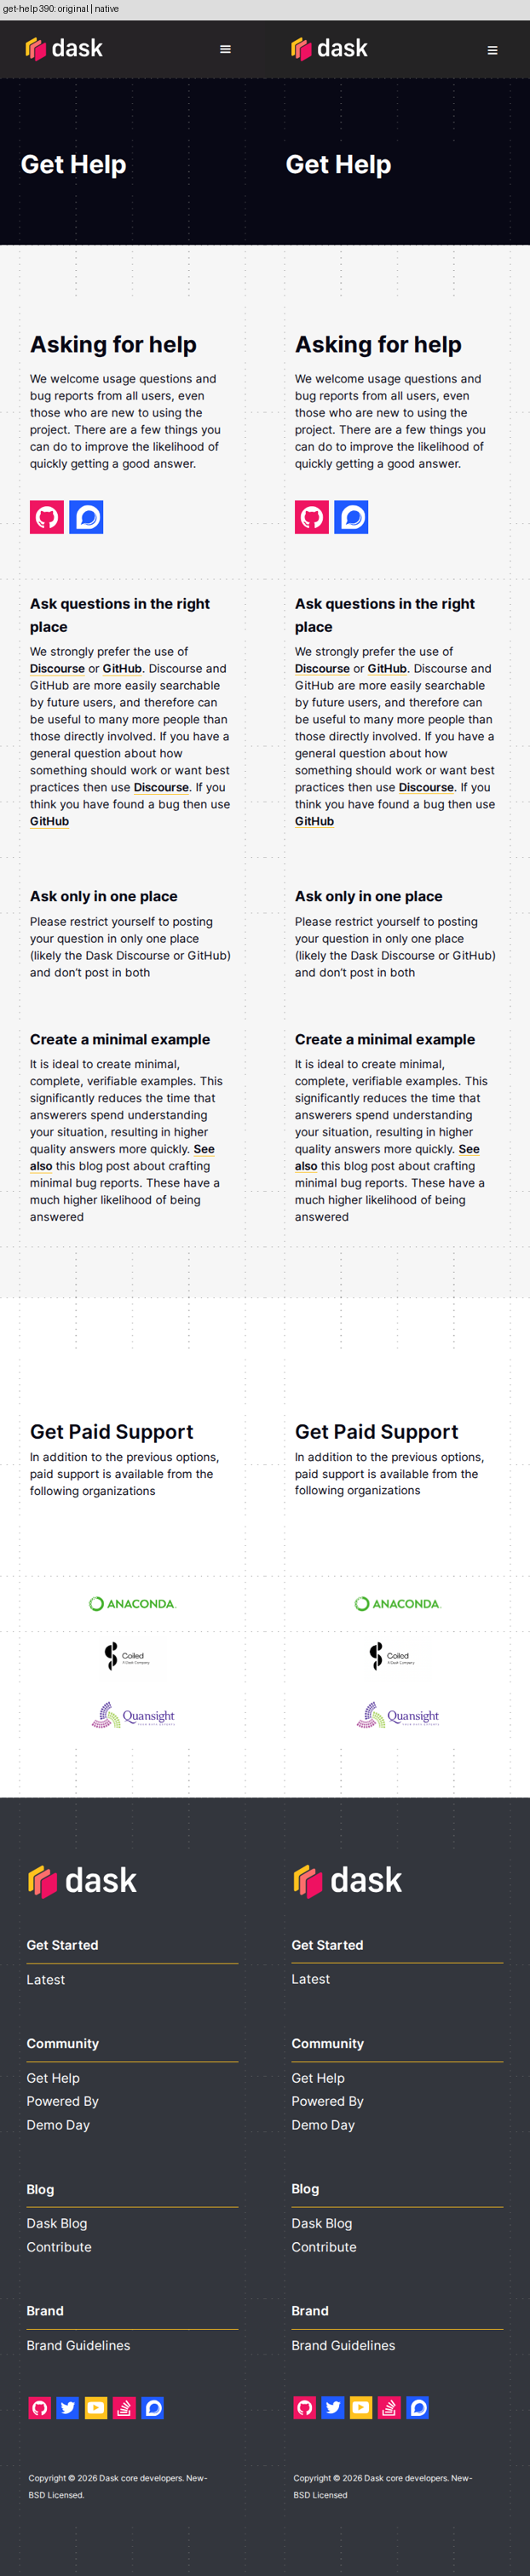 get-help 390: original | native
dask
dask
Get Help
Get Help
Asking for help
We welcome usage questions and
bug reports from all users, even
those who are new to using the
project. There are a few things you
can do to improve the likelihood of
quickly getting a good answer.
Asking for help
We welcome usage questions and
bug reports from all users, even
those who are new to using the
project. There are a few things you
can do to improve the likelihood of
quickly getting a good answer.
Ask questions in the right
place
We strongly prefer the use of
Discourse or GitHub. Discourse and
GitHub are more easily searchable
by future users, and therefore can
be useful to many more people than
those directly involved. If you have a
general question about how
something should work or want best
practices then use Discourse. If you
think you have found a bug then use
GitHub
Ask questions in the right
place
We strongly prefer the use of
Discourse or GitHub. Discourse and
GitHub are more easily searchable
by future users, and therefore can
be useful to many more people than
those directly involved. If you have a
general question about how
something should work or want best
practices then use Discourse. If you
think you have found a bug then use
GitHub
Ask only in one place
Please restrict yourself to posting
your question in only one place
(likely the Dask Discourse or GitHub)
and don't post in both
Ask only in one place
Please restrict yourself to posting
your question in only one place
(likely the Dask Discourse or GitHub)
and don't post in both
Create a minimal example
It is ideal to create minimal,
complete, verifiable examples. This
significantly reduces the time that
answerers spend understanding
your situation, resulting in higher
quality answers more quickly. See
also this blog post about crafting
minimal bug reports. These have a
much higher likelihood of being
answered
Create a minimal example
It is ideal to create minimal,
complete, verifiable examples. This
significantly reduces the time that
answerers spend understanding
your situation, resulting in higher
quality answers more quickly. See
also this blog post about crafting
minimal bug reports. These have a
much higher likelihood of being
answered
Get Paid Support
In addition to the previous options,
paid support is available from the
following organizations
Get Paid Support
In addition to the previous options,
paid support is available from the
following organizations
ANACONDA.
ANACONDA.
Coiled
Coiled
Quansight
Quansight
dask
dask
Get Started
Latest
Get Started
Latest
Community
Get Help
Powered By
Demo Day
Community
Get Help
Powered By
Demo Day
Blog
Dask Blog
Contribute
Blog
Dask Blog
Contribute
Brand
Brand Guidelines
Brand
Brand Guidelines
Copyright © 2026 Dask core developers. New-
BSD Licensed.
Copyright © 2026 Dask core developers. New-
BSD Licensed